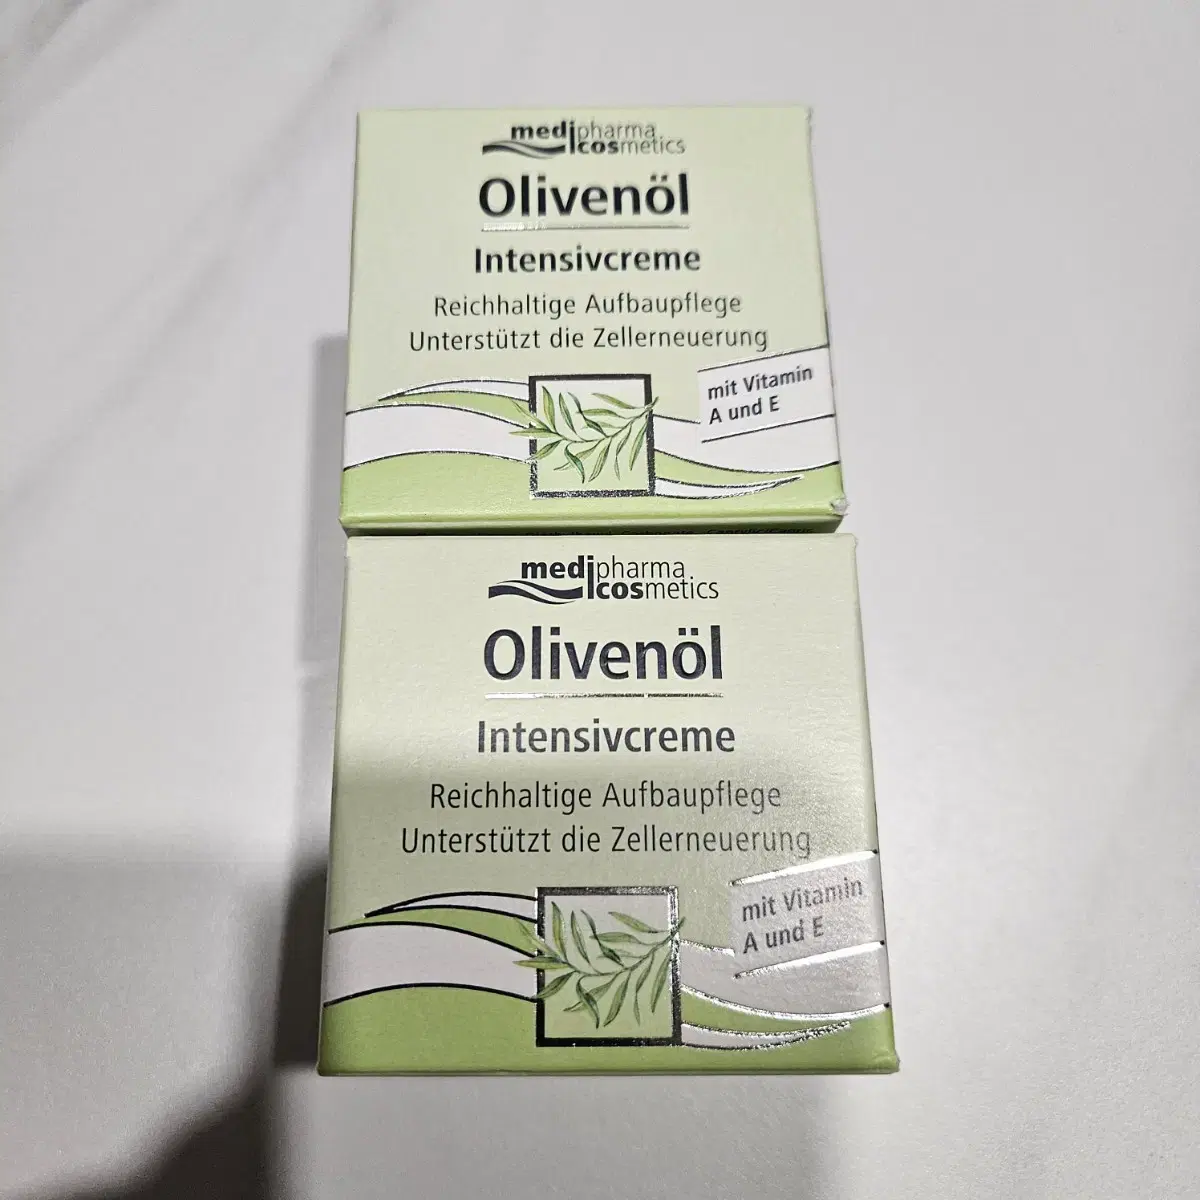 medipharma
cosmetics
Olivenöl
Intensivcreme
Reichhaltige Aufbaupflege
Unterstützt die Zellerneuerung
mit Vitamin
A und E
medipharma
cosmetics
Olivenöl
Intensivcreme
Reichhaltige Aufbaupflege
Unterstützt die Zellerneuerung
mit Vitamin
A und E